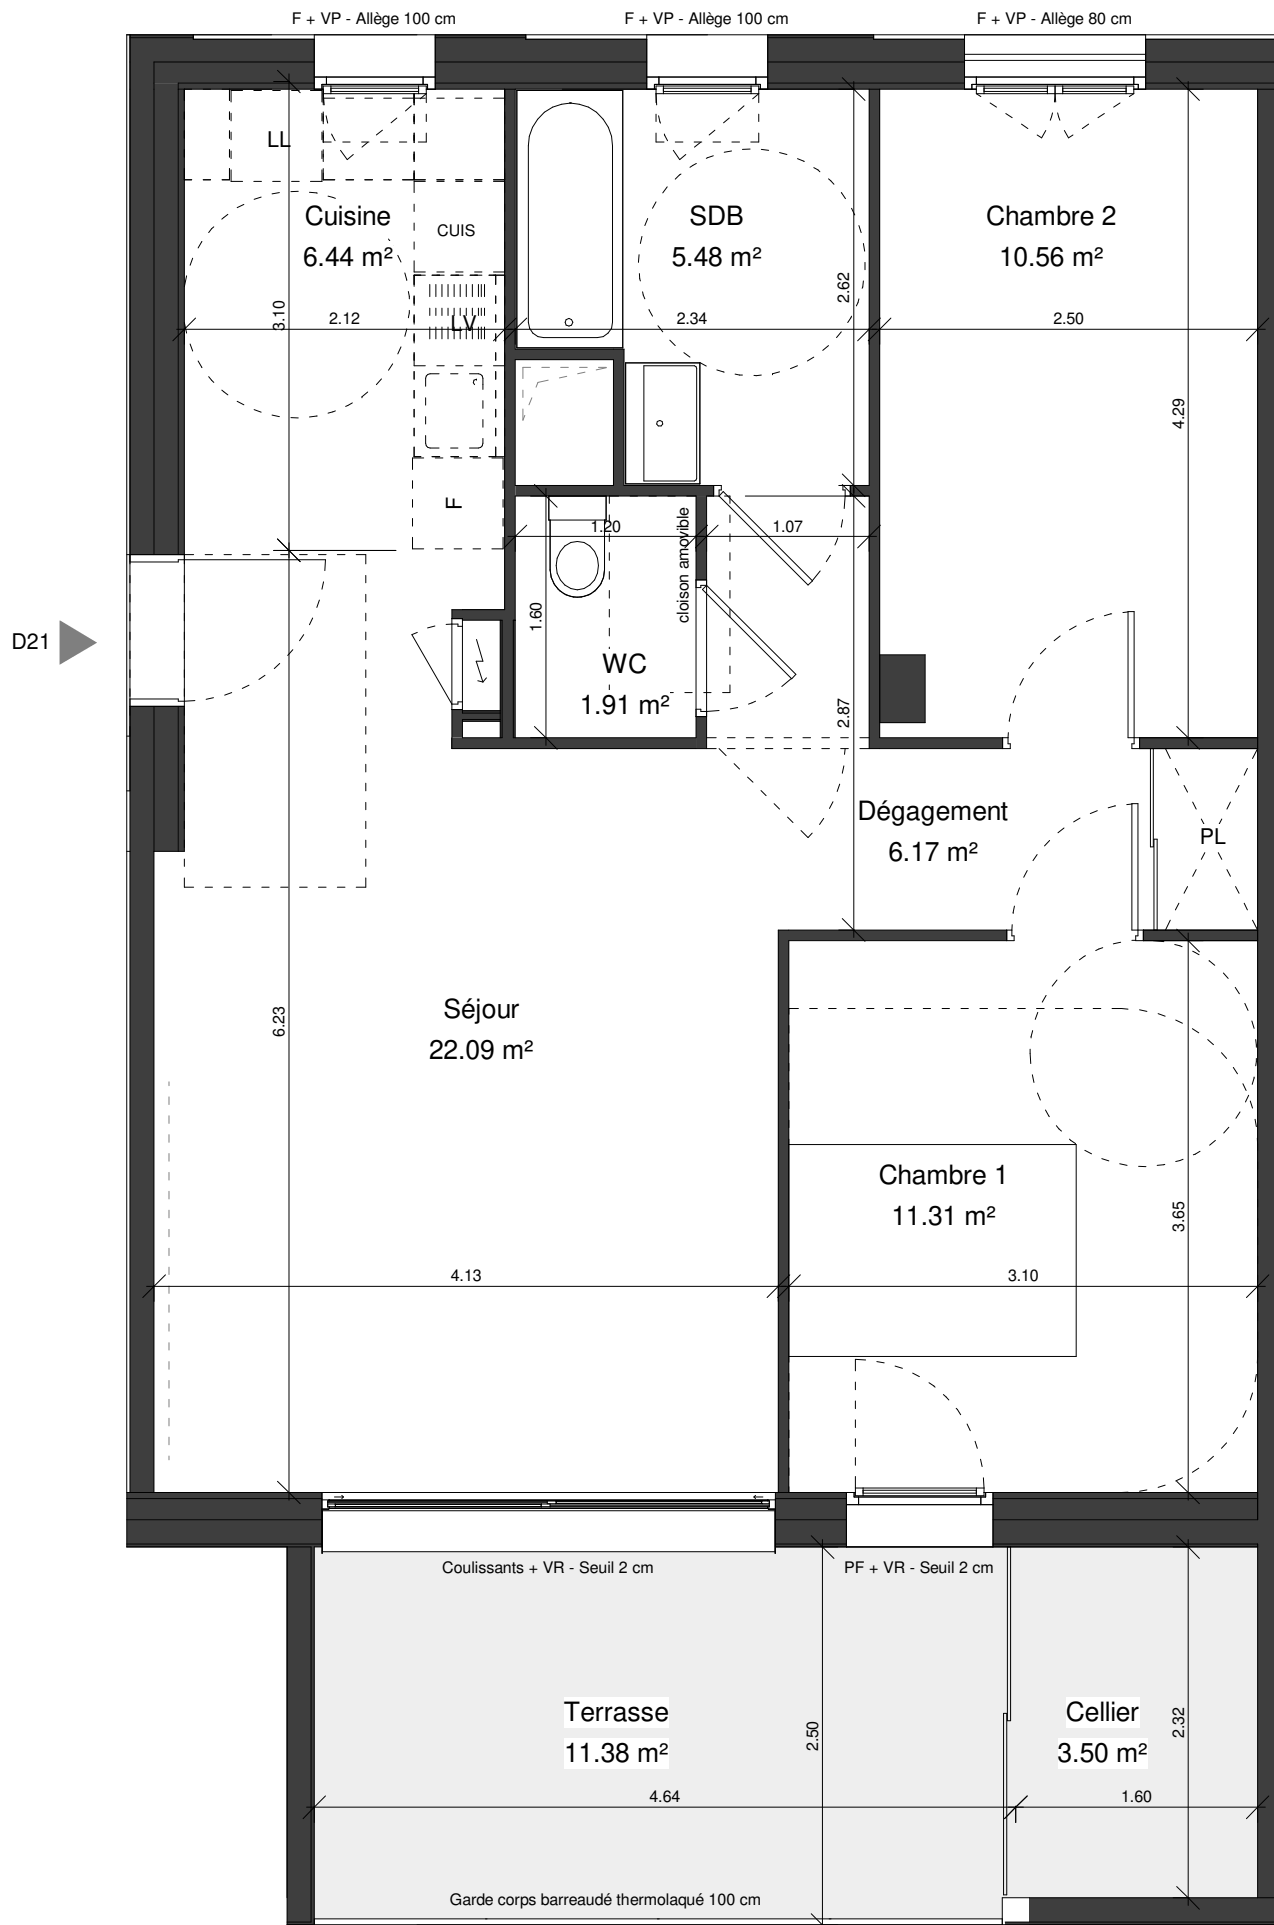 F + VP - Allège 100 cm
F + VP - Allège 100 cm
F + VP - Allège 80 cm
LL
Cuisine
6.44 m²
CUIS
SDB
5.48 m²
Chambre 2
10.56 m²
3.10
2.12
LV
2.34
2.62
2.50
4.29
F
1.20
cloison amovible
1.07
1.60
D21
WC
1.91 m²
2.87
Dégagement
6.17 m²
PL
Séjour
22.09 m²
6.23
Chambre 1
11.31 m²
3.65
4.13
3.10
Coulissants + VR - Seuil 2 cm
PF + VR - Seuil 2 cm
Terrasse
11.38 m²
2.50
Cellier
3.50 m²
2.32
4.64
1.60
Garde corps barreaudé thermolaqué 100 cm